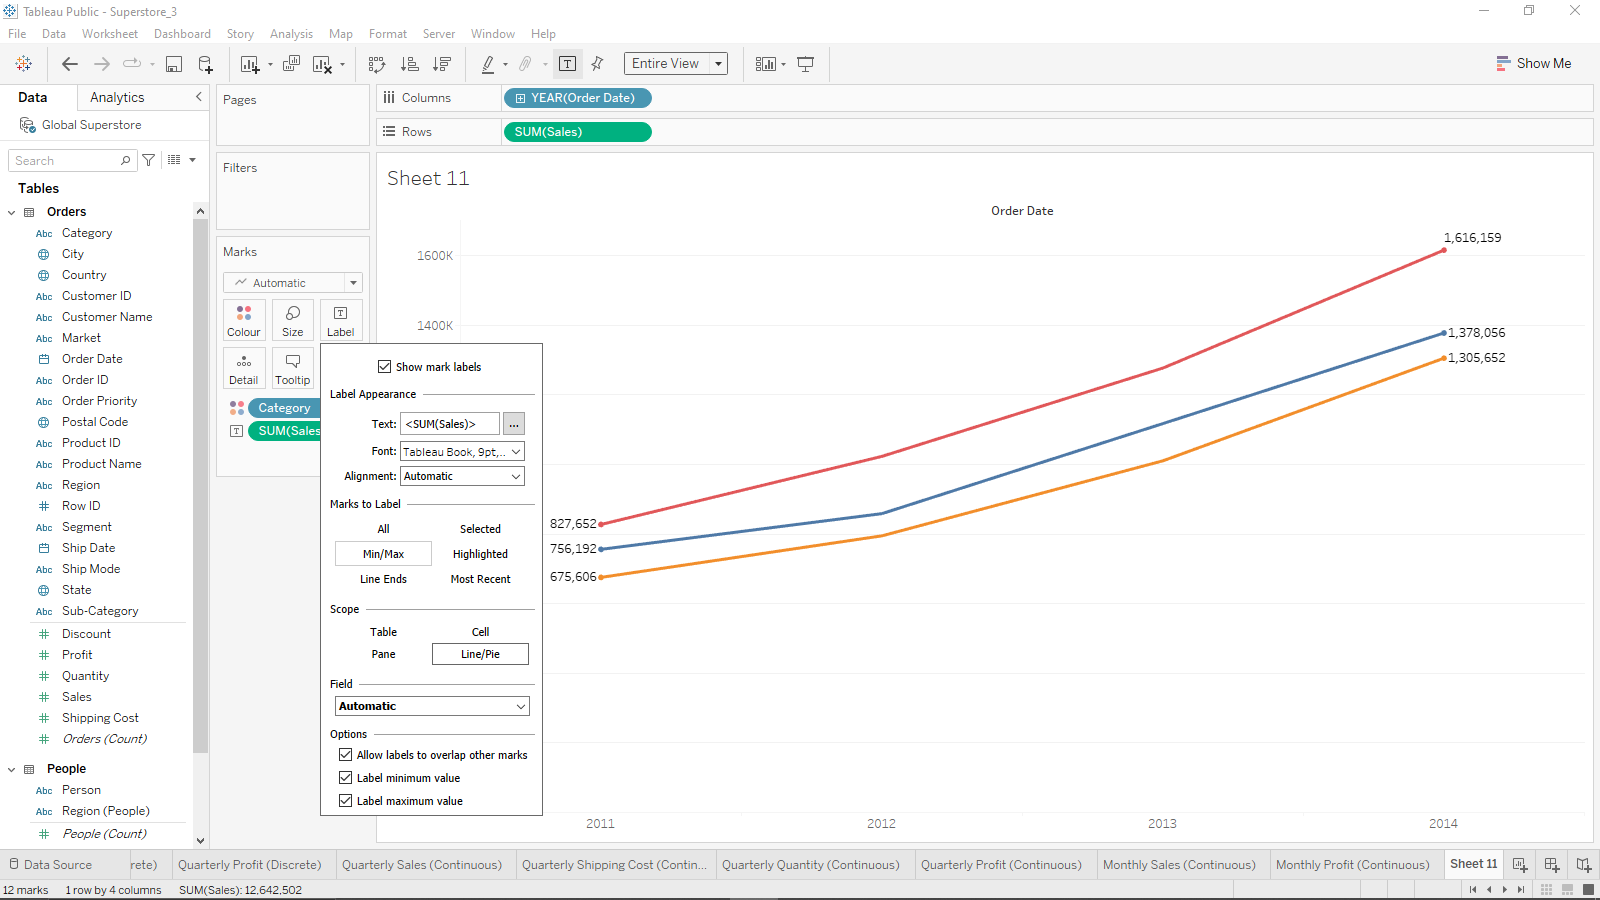 Tableau Public - Superstore_3
File Data Worksheet Dashboard Story Analysis Map Format Server Window Help
Entire View
Show Me
Data Analytics
Global Superstore
Search
Tables
Orders
Abc Category
City
Country
Abc Customer ID
Abc Customer Name
Abc Market
Order Date
Abc Order ID
Abc Order Priority
Postal Code
Abc Product ID
Abc Product Name
Abc Region
Row ID
Abc Segment
Ship Date
Abc Ship Mode
State
Abc Sub-Category
Discount
Profit
Quantity
Sales
Shipping Cost
Orders (Count)
People
Abc Person
Abc Region (People)
People (Count)
Pages
Filters
Marks
Automatic
Colour Size Label
Detail Tooltip
Category
SUM(Sales
Show mark labels
Label Appearance
Text: <SUM(Sales)> ...
Font: Tableau Book, 9pt,...
Alignment: Automatic
Marks to Label
All Selected
Min/Max Highlighted
Line Ends Most Recent
Scope
Table Cell
Pane Line/Pie
Field
Automatic
Options
Allow labels to overlap other marks
Label minimum value
Label maximum value
Columns YEAR(Order Date)
Rows SUM(Sales)
Sheet 11
Order Date
1600K
1400K
1,616,159
1,378,056
1,305,652
827,652
756,192
675,606
2011 2012 2013 2014
Data Source rete) Quarterly Profit (Discrete) Quarterly Sales (Continuous) Quarterly Shipping Cost (Contin... Quarterly Quantity (Continuous) Quarterly Profit (Continuous) Monthly Sales (Continuous) Monthly Profit (Continuous) Sheet 11
12 marks 1 row by 4 columns SUM(Sales): 12,642,502